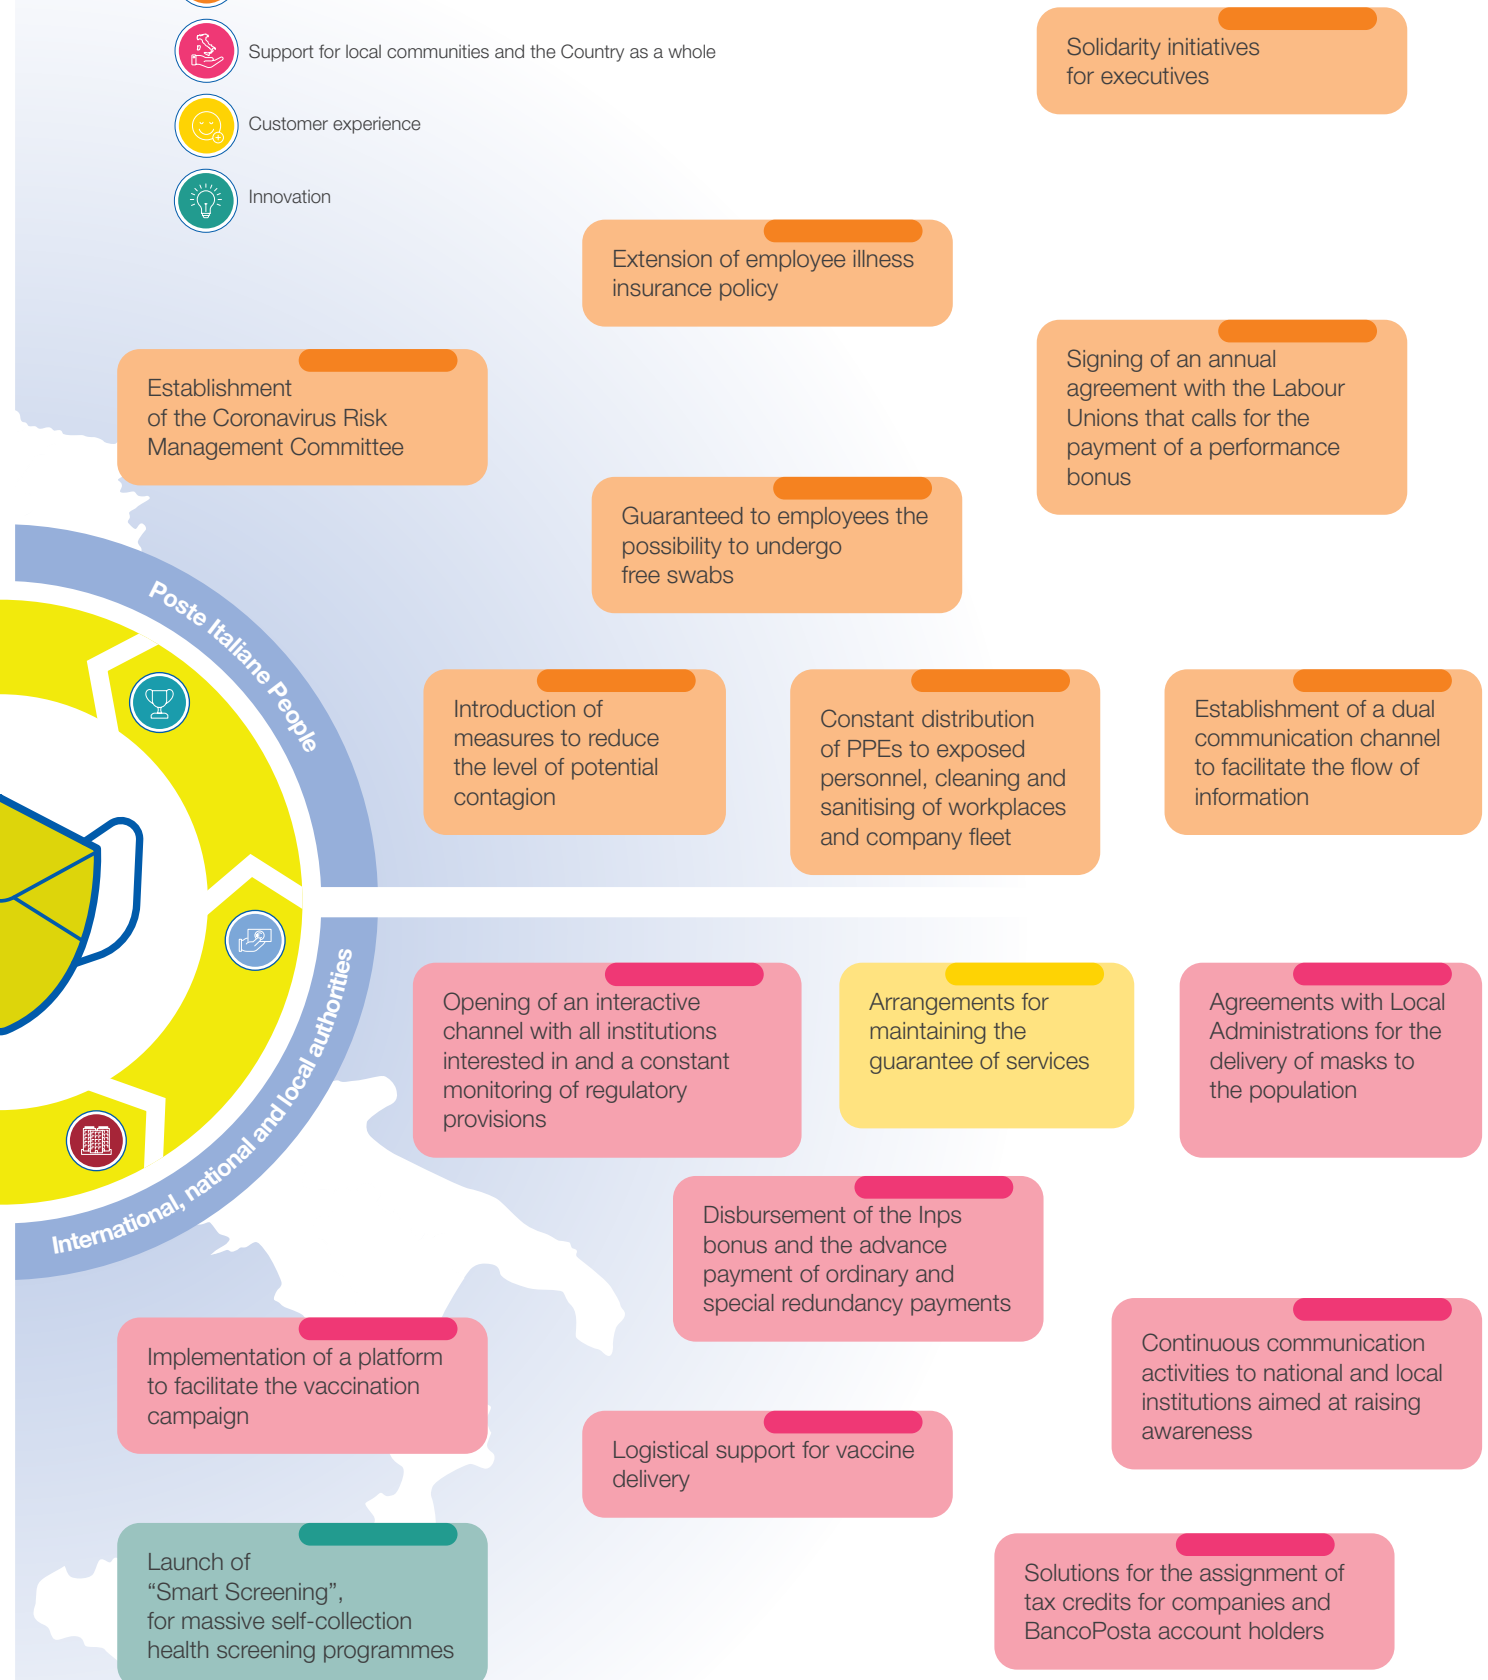 Support for local communities and the Country as a whole
Customer experience
Innovation
Solidarity initiatives
for executives
Extension of employee illness
insurance policy
Establishment
of the Coronavirus Risk
Management Committee
Signing of an annual
agreement with the Labour
Unions that calls for the
payment of a performance
bonus
Guaranteed to employees the
possibility to undergo
free swabs
Poste Italiane People
Introduction of
measures to reduce
the level of potential
contagion
Constant distribution
of PPEs to exposed
personnel, cleaning and
sanitising of workplaces
and company fleet
Establishment of a dual
communication channel
to facilitate the flow of
information
International, national and local authorities
Opening of an interactive
channel with all institutions
interested in and a constant
monitoring of regulatory
provisions
Arrangements for
maintaining the
guarantee of services
Agreements with Local
Administrations for the
delivery of masks to
the population
Disbursement of the Inps
bonus and the advance
payment of ordinary and
special redundancy payments
Implementation of a platform
to facilitate the vaccination
campaign
Continuous communication
activities to national and local
institutions aimed at raising
awareness
Logistical support for vaccine
delivery
Launch of
“Smart Screening”,
for massive self-collection
health screening programmes
Solutions for the assignment of
tax credits for companies and
BancoPosta account holders